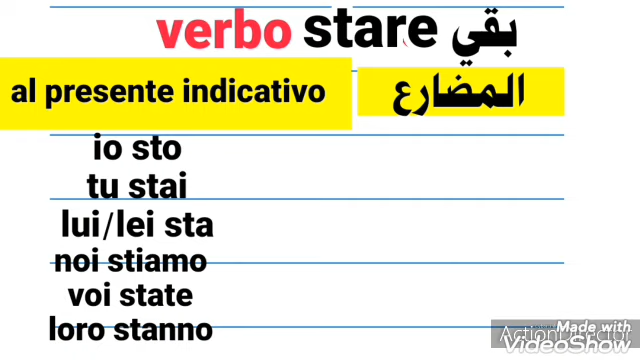 verbo stare بقي
al presente indicativo المضارع
io sto
tu stai
lui/lei sta
noi stiamo
voi state
loro stanno
ActionDirector
Made with
VideoShow